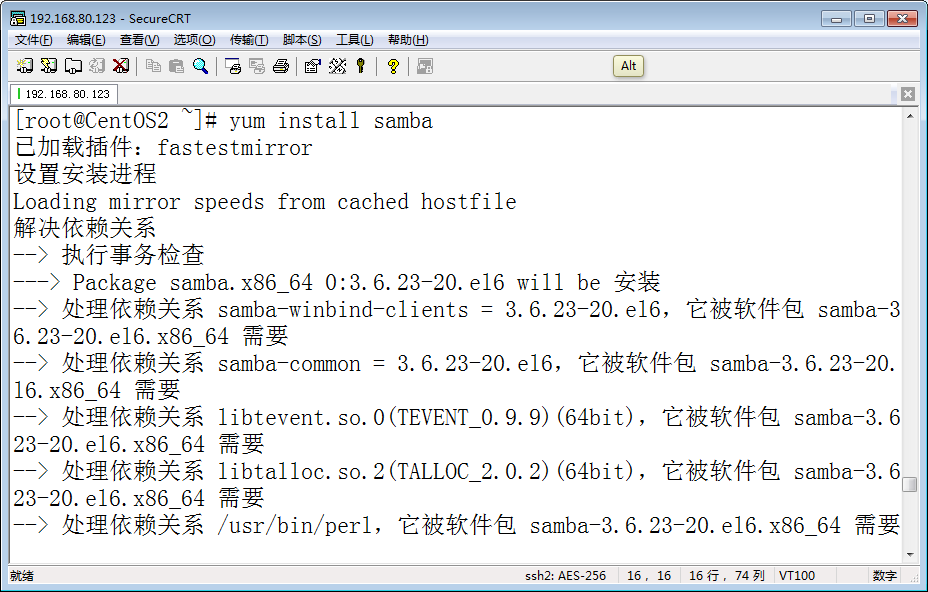 192.168.80.123 - SecureCRT
文件(F) 编辑(E) 查看(V) 选项(O) 传输(T) 脚本(S) 工具(L) 帮助(H)
Alt
192.168.80.123
[root@CentOS2 ~]# yum install samba
已加载插件：fastestmirror
设置安装进程
Loading mirror speeds from cached hostfile
解决依赖关系
--> 执行事务检查
---> Package samba.x86_64 0:3.6.23-20.el6 will be 安装
--> 处理依赖关系 samba-winbind-clients = 3.6.23-20.el6，它被软件包 samba-3
6.23-20.el6.x86_64 需要
--> 处理依赖关系 samba-common = 3.6.23-20.el6，它被软件包 samba-3.6.23-20.
l6.x86_64 需要
--> 处理依赖关系 libtevent.so.0(TEVENT_0.9.9)(64bit)，它被软件包 samba-3.6
23-20.el6.x86_64 需要
--> 处理依赖关系 libtalloc.so.2(TALLOC_2.0.2)(64bit)，它被软件包 samba-3.6
23-20.el6.x86_64 需要
--> 处理依赖关系 /usr/bin/perl，它被软件包 samba-3.6.23-20.el6.x86_64 需要
就绪 ssh2: AES-256 16, 16 16 行, 74 列 VT100 数字